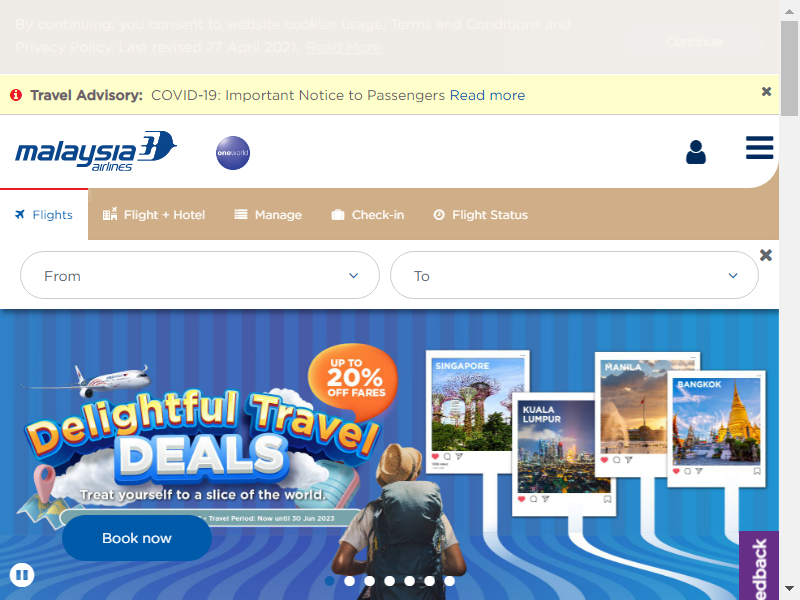 By continuing, you consent to website cookies usage, Terms and Conditions and
Privacy Policy. Last revised 27 April 2021. Read More
Continue
Travel Advisory: COVID-19: Important Notice to Passengers Read more
malaysia
airlines
oneworld
Flights
Flight + Hotel
Manage
Check-in
Flight Status
From
To
UP TO
20%
OFF FARES
Delightful Travel
DEALS
Treat yourself to a slice of the world.
Travel Period: Now until 30 Jun 2023
Book now
SINGAPORE
KUALA
LUMPUR
MANILA
BANGKOK
edback